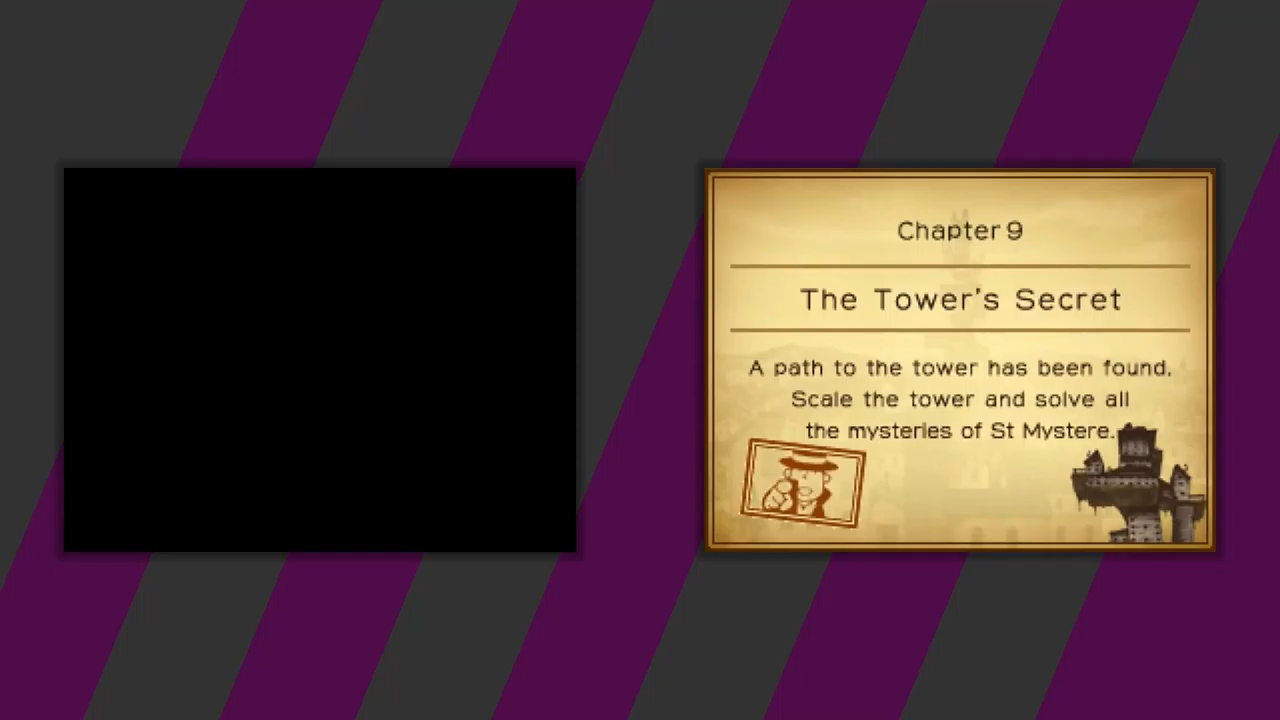 Chapter 9
The Tower's Secret
A path to the tower has been found.
Scale the tower and solve all
the mysteries of St Mystere.